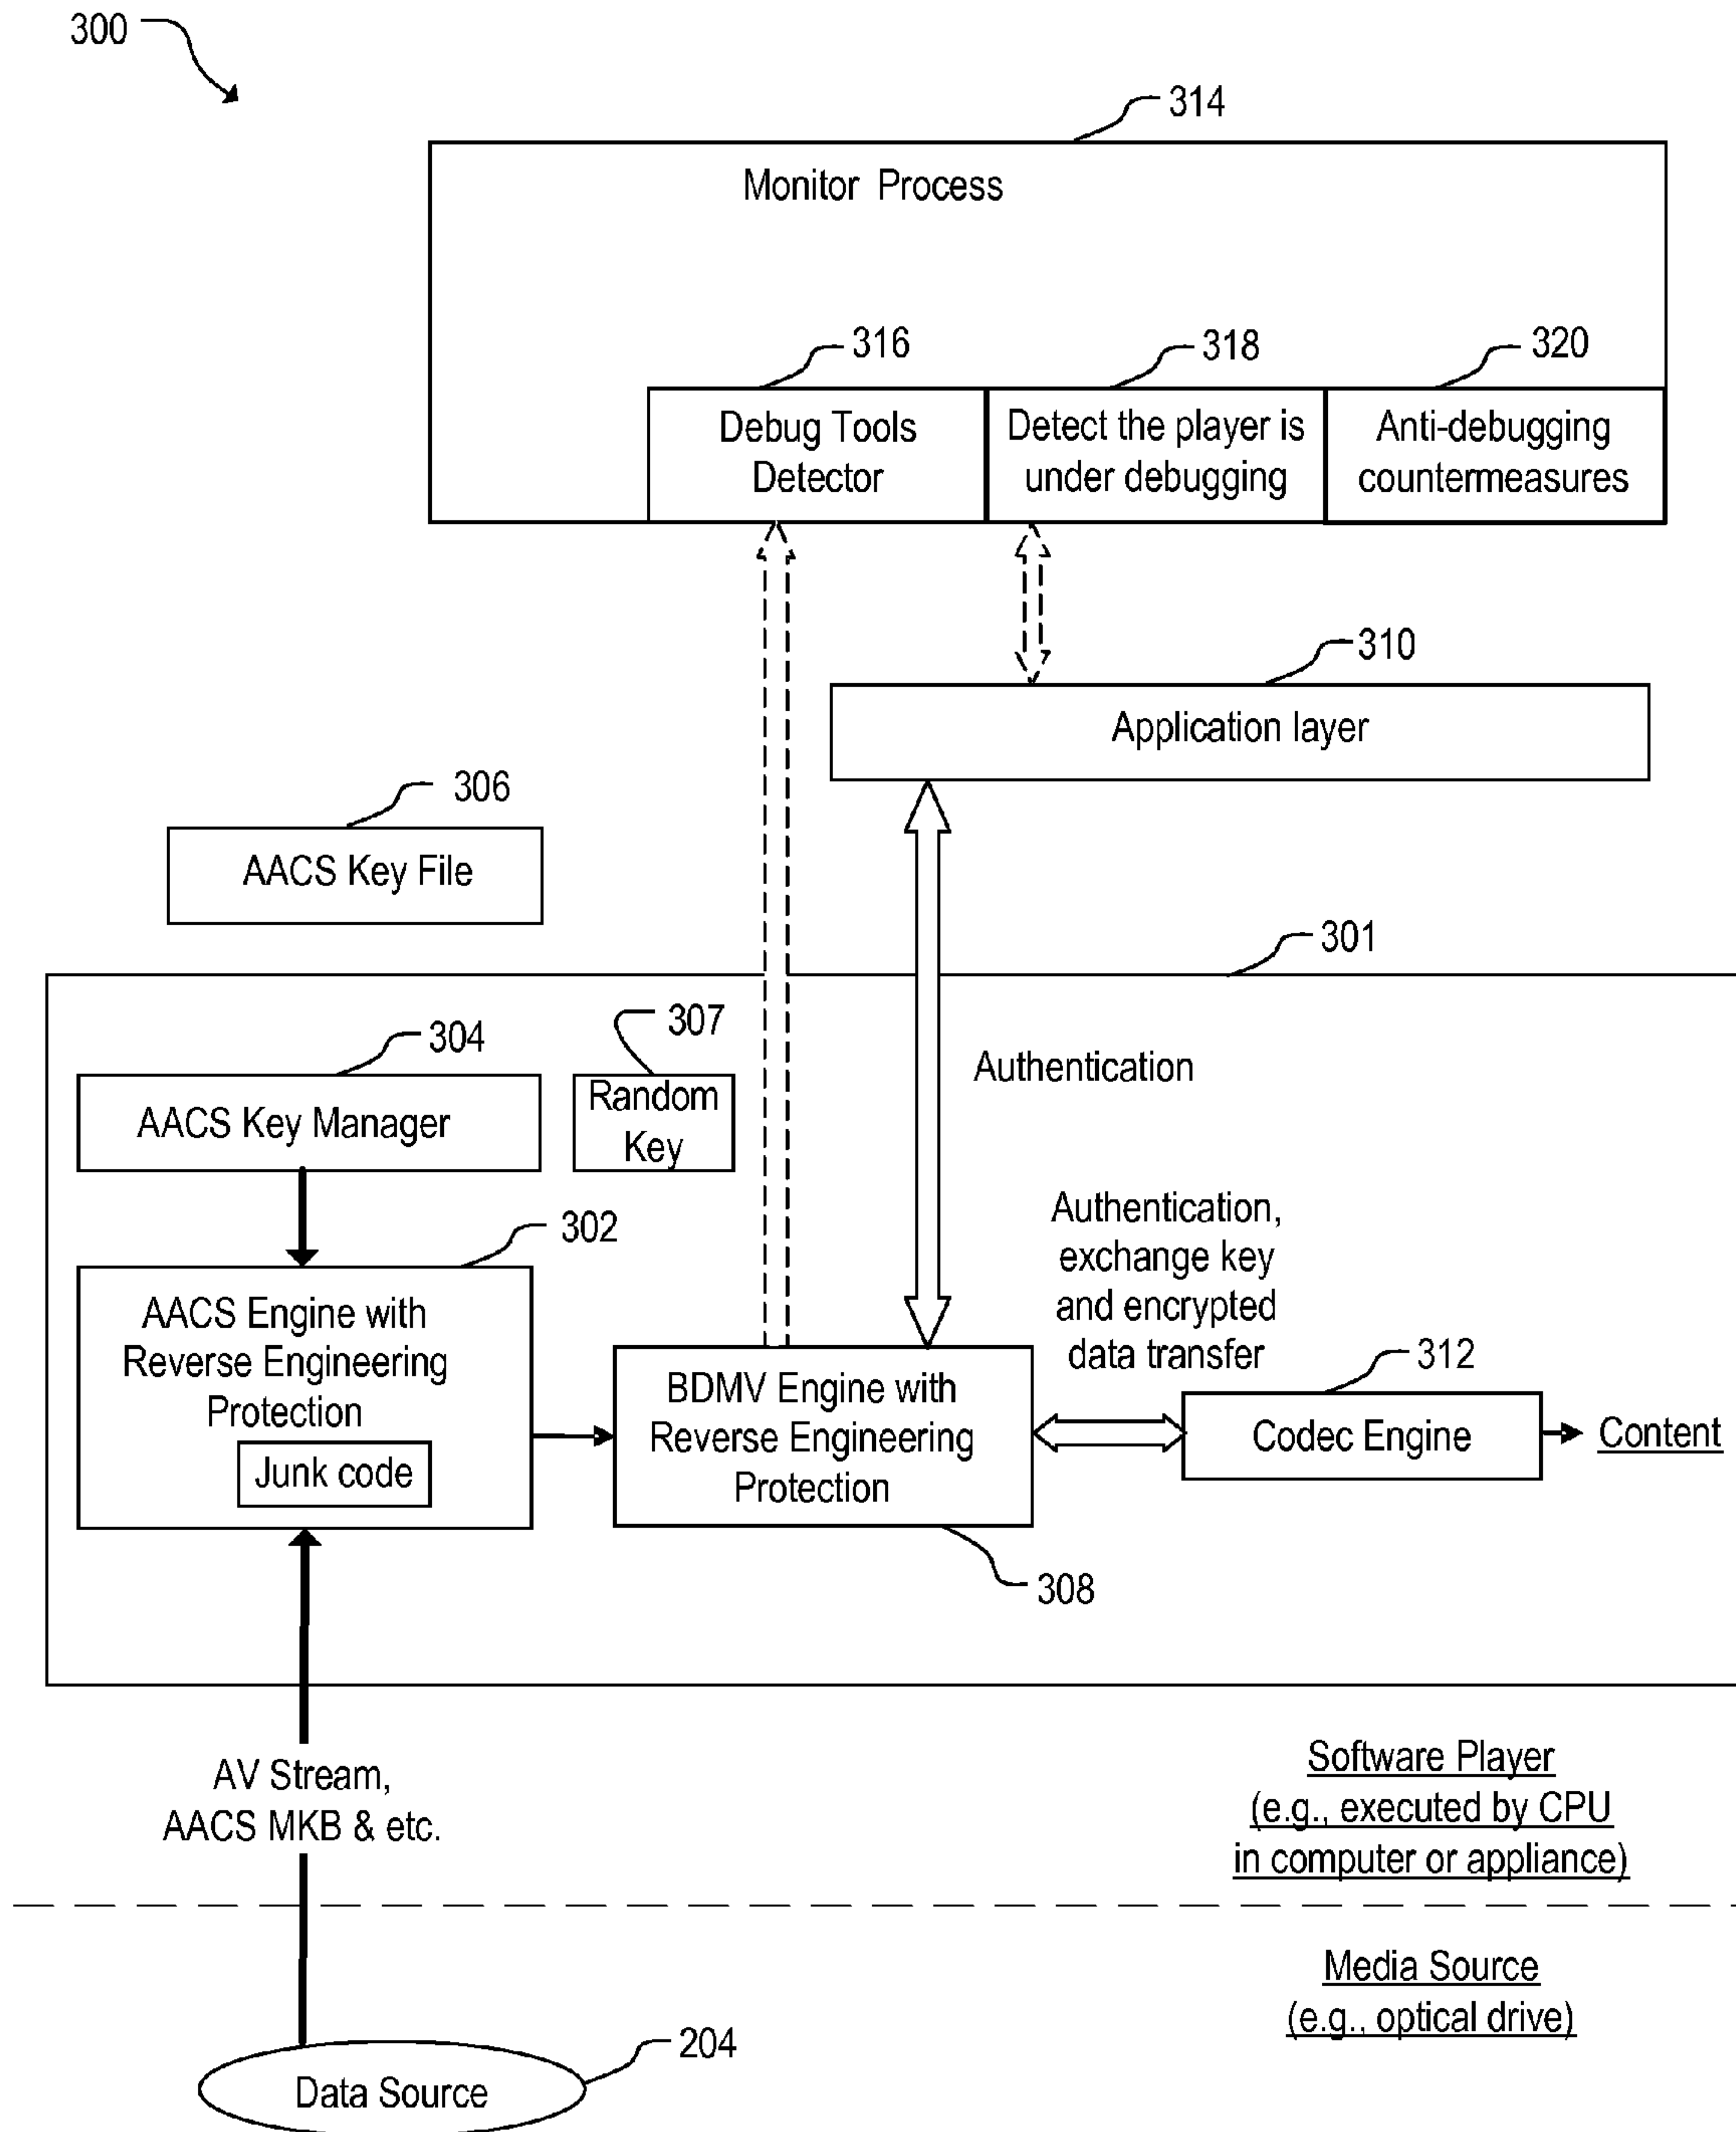 300
314
Monitor Process
316
318
320
Debug Tools
Detector
Detect the player is
under debugging
Anti-debugging
countermeasures
310
Application layer
306
AACS Key File
301
304
307
AACS Key Manager
Random
Key
Authentication
302
AACS Engine with
Reverse Engineering
Protection
Junk code
Authentication,
exchange key
and encrypted
data transfer
BDMV Engine with
Reverse Engineering
Protection
312
Codec Engine
Content
308
AV Stream,
AACS MKB & etc.
Software Player
(e.g., executed by CPU
in computer or appliance)
Media Source
(e.g., optical drive)
204
Data Source